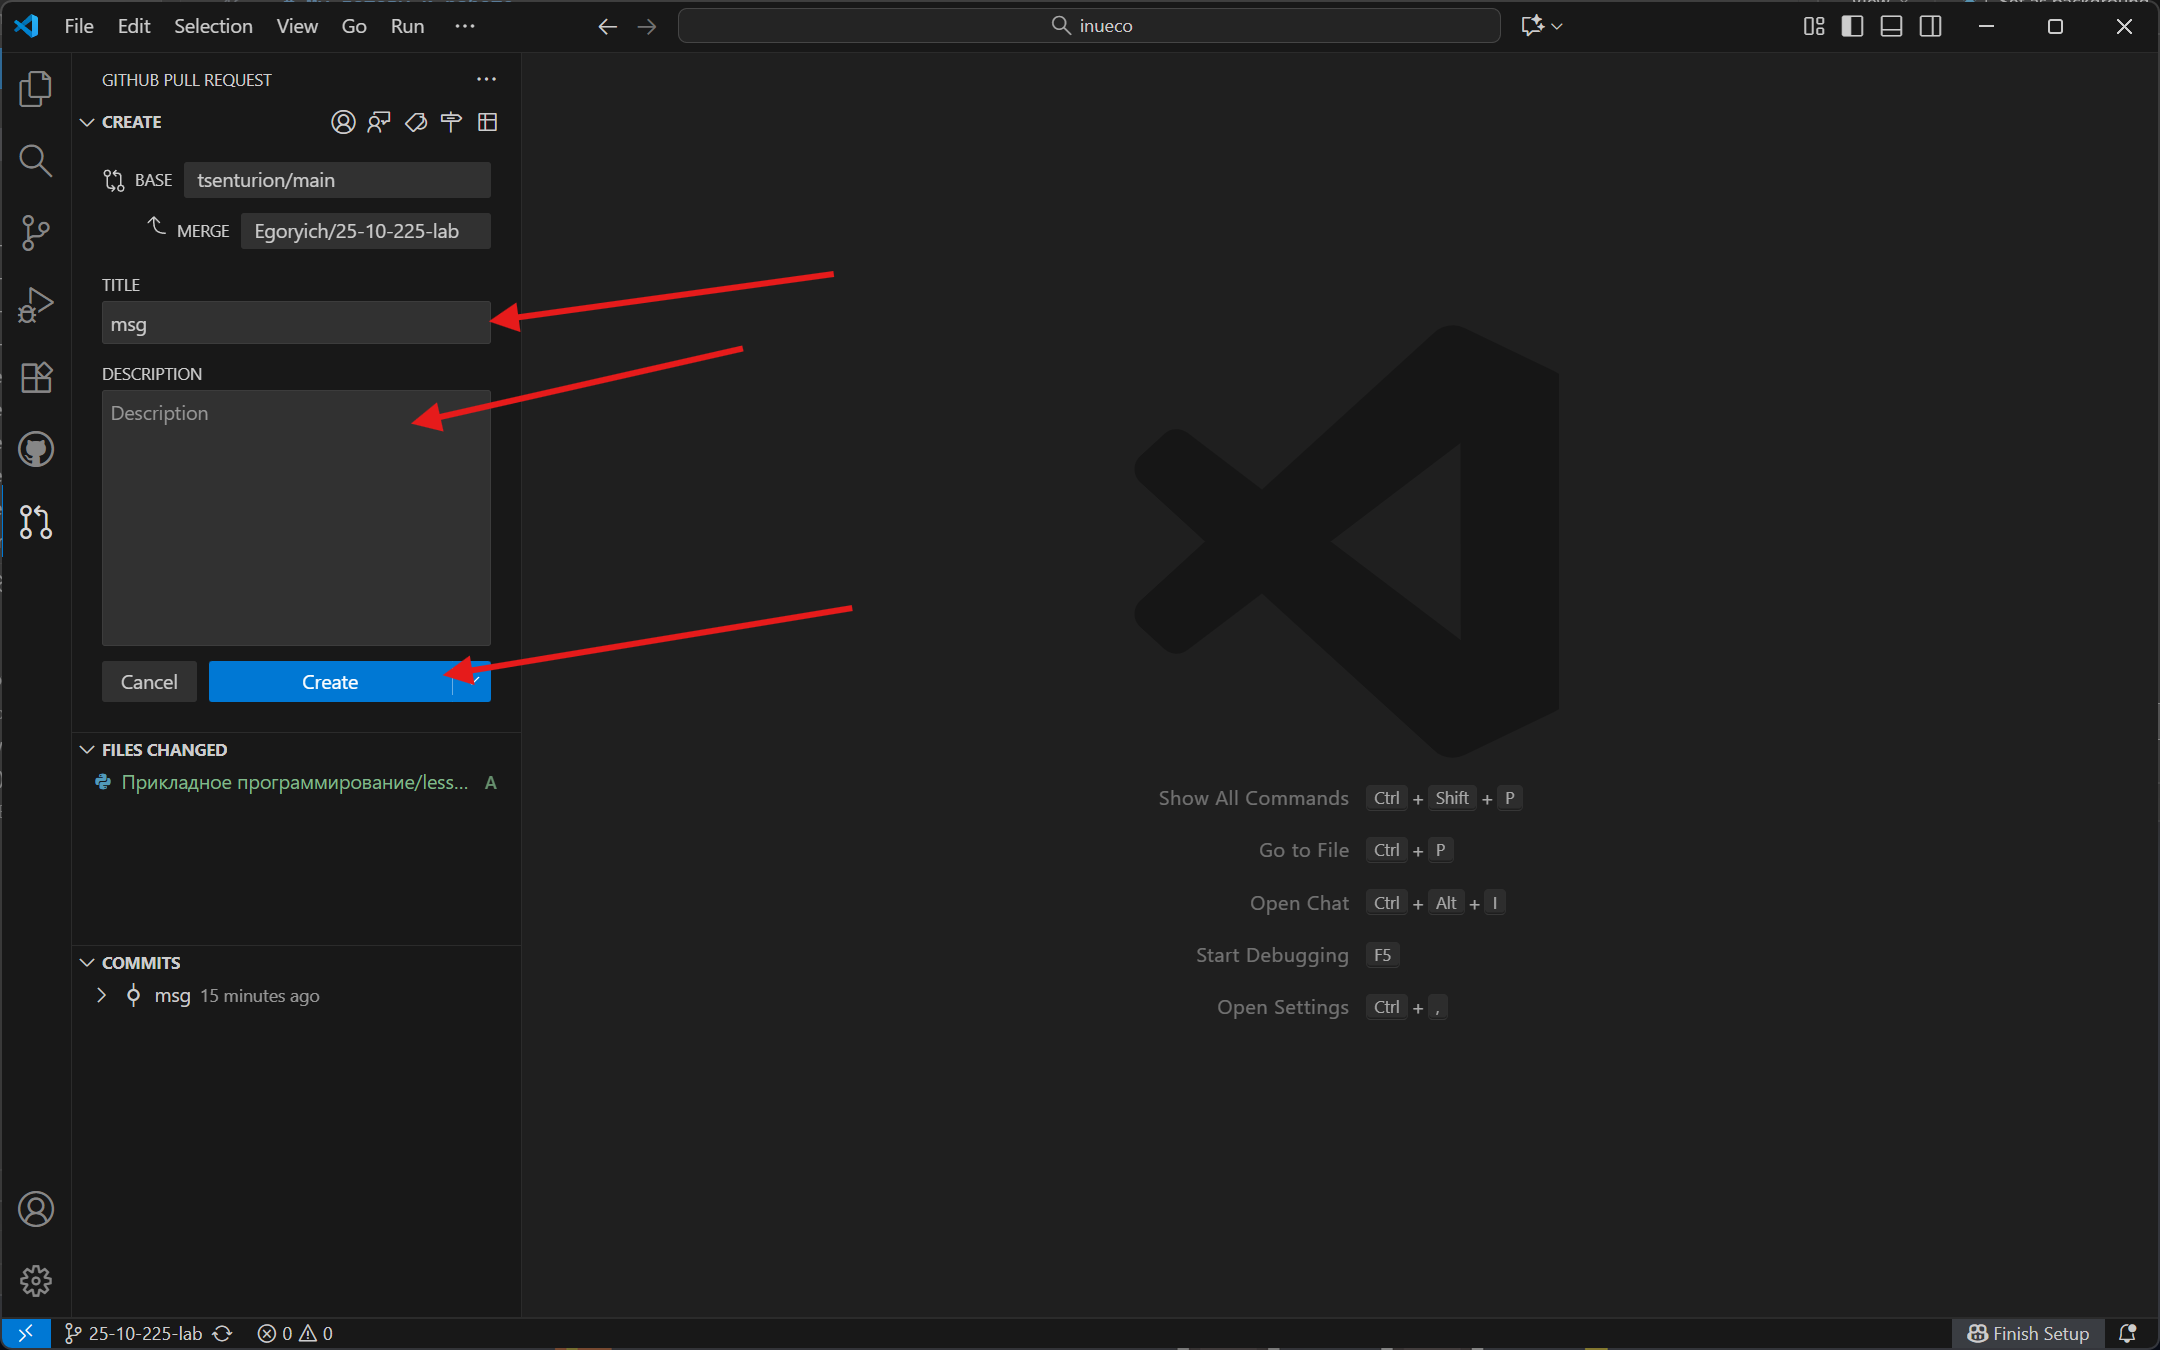 File Edit Selection View Go Run ···
inueco
GITHUB PULL REQUEST
CREATE
BASE tsenturion/main
MERGE Egoryich/25-10-225-lab
TITLE
msg
DESCRIPTION
Description
Cancel
Create
FILES CHANGED
Прикладное программирование/less... A
COMMITS
msg 15 minutes ago
Show All Commands Ctrl + Shift + P
Go to File Ctrl + P
Open Chat Ctrl + Alt + I
Start Debugging F5
Open Settings Ctrl + ,
25-10-225-lab 0 0
Finish Setup